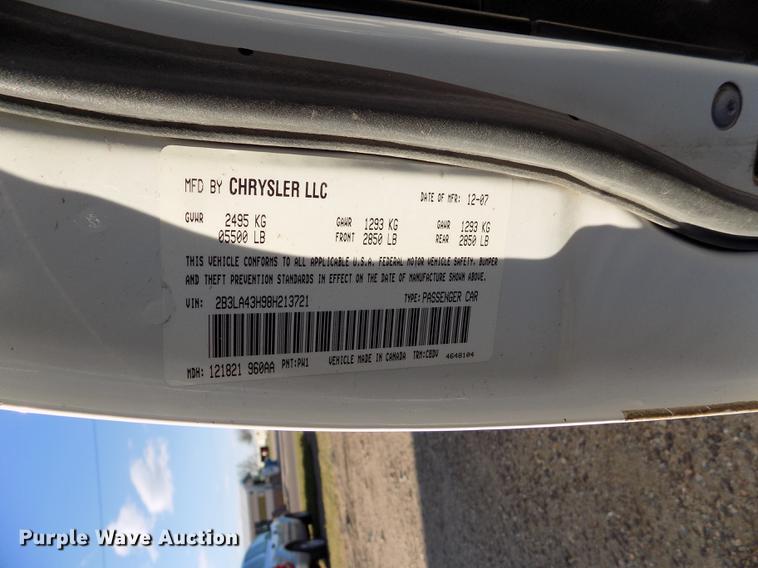 MFD BY CHRYSLER LLC DATE OF MFR: 12-07
GVWR 2495 KG GAWR 1293 KG GAWR 1293 KG
05500 LB FRONT 2850 LB REAR 2850 LB
THIS VEHICLE CONFORMS TO ALL APPLICABLE U.S.A. FEDERAL MOTOR VEHICLE SAFETY, BUMPER
AND THEFT PREVENTION STANDARDS IN EFFECT ON THE DATE OF MANUFACTURE SHOWN ABOVE.
VIN: 2B3LA43H98H213721 TYPE: PASSENGER CAR
MDH: 121821 960AA PNT: PW1 VEHICLE MADE IN CANADA TRM: CBDV 4648104
Purple Wave Auction